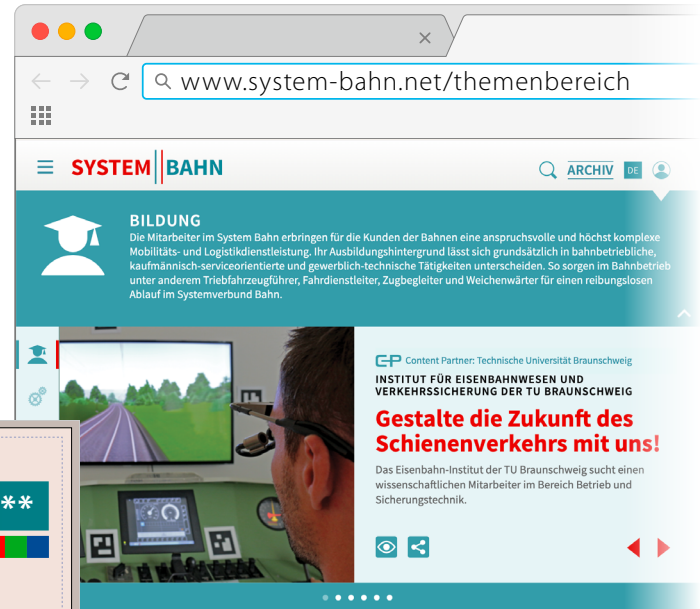 www.system-bahn.net/themenbereich
SYSTEM||BAHN
ARCHIV DE
BILDUNG
Die Mitarbeiter im System Bahn erbringen für die Kunden der Bahnen eine anspruchsvolle und höchst komplexe
Mobilitäts- und Logistikdienstleistung. Ihr Ausbildungshintergrund lässt sich grundsätzlich in bahnbetriebliche,
kaufmännisch-serviceorientierte und gewerblich-technische Tätigkeiten unterscheiden. So sorgen im Bahnbetrieb
unter anderem Triebfahrzeugführer, Fahrdienstleiter, Zugbegleiter und Weichenwärter für einen reibungslosen
Ablauf im Systemverbund Bahn.
CP Content Partner: Technische Universität Braunschweig
INSTITUT FÜR EISENBAHNWESEN UND
VERKEHRSSICHERUNG DER TU BRAUNSCHWEIG
Gestalte die Zukunft des
Schienenverkehrs mit uns!
Das Eisenbahn-Institut der TU Braunschweig sucht einen
wissenschaftlichen Mitarbeiter im Bereich Betrieb und
Sicherungstechnik.
**